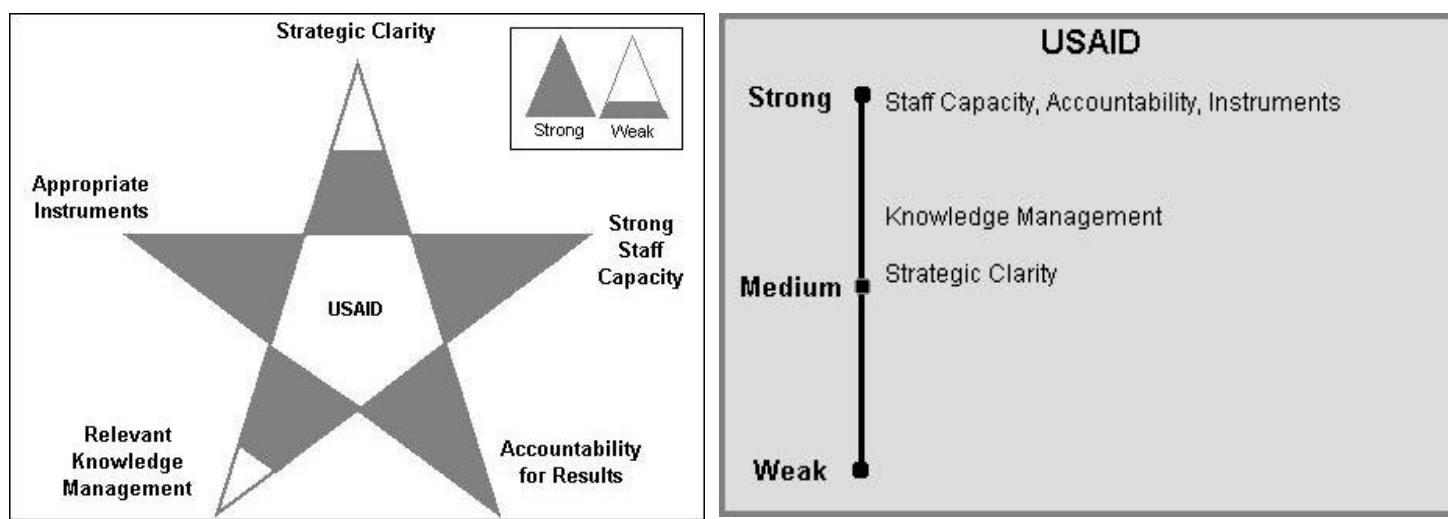 Strategic Clarity
Strong
Weak
Appropriate
Instruments
Strong
Staff
Capacity
USAID
Relevant
Knowledge
Management
Accountability
for Results
USAID
Strong
Staff Capacity, Accountability, Instruments
Knowledge Management
Medium
Strategic Clarity
Weak